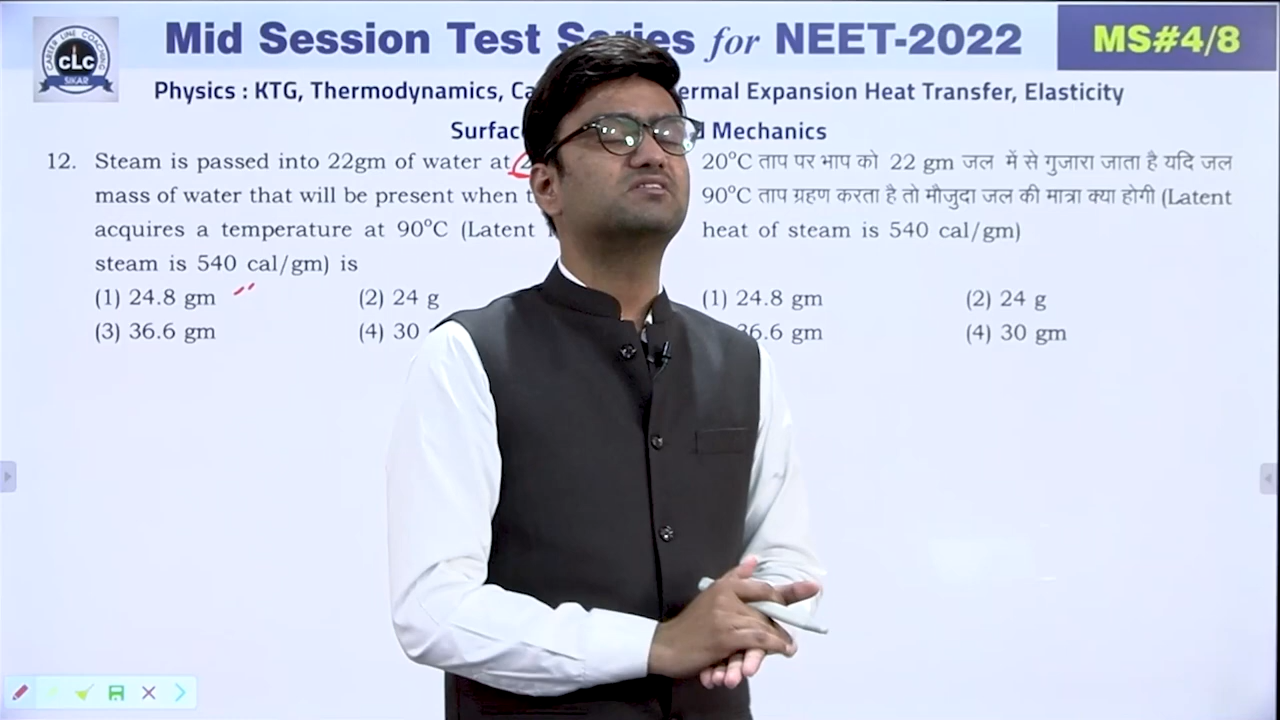 Mid Session Test Series for NEET-2022
MS#4/8
CAREER LINE COACHING
cLc
SIKAR
Physics : KTG, Thermodynamics, Thermal Expansion Heat Transfer, Elasticity
Mechanics
12. Steam is passed into 22gm of water at
mass of water that will be present when
acquires a temperature at 90°C (Latent
steam is 540 cal/gm) is
(1) 24.8 gm (2) 24 g
(3) 36.6 gm (4) 30
20°C ताप पर भाप को 22 gm जल में से गुजारा जाता है यदि जल
90°C ताप ग्रहण करता है तो मौजुदा जल की मात्रा क्या होगी (Latent
heat of steam is 540 cal/gm)
(1) 24.8 gm (2) 24 g
36.6 gm (4) 30 gm